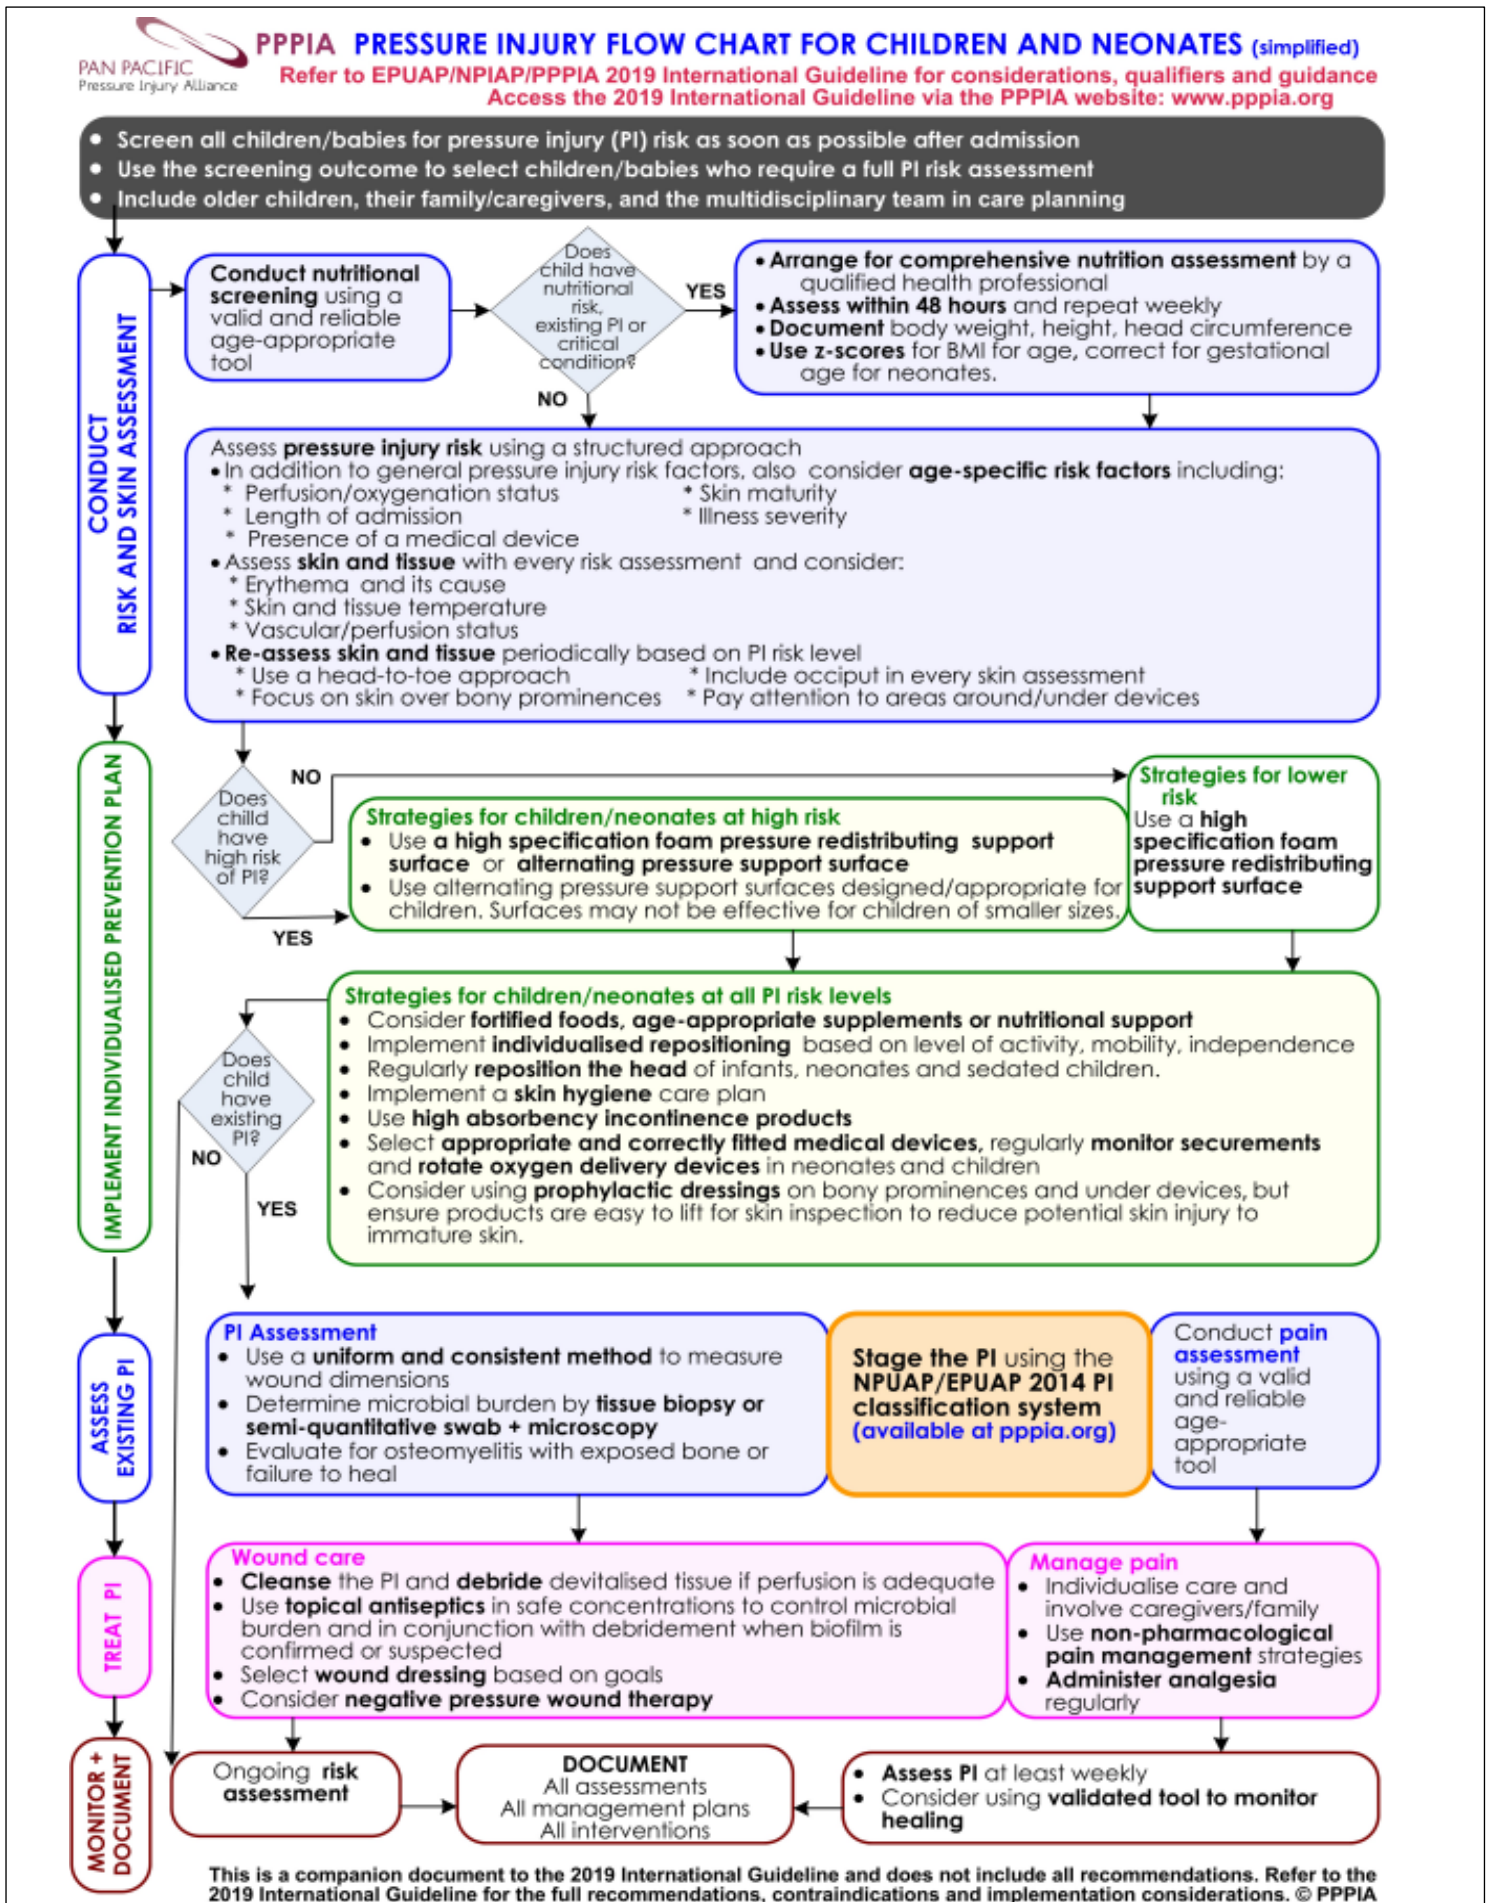 PAN PACIFIC
Pressure Injury Alliance
PPPIA PRESSURE INJURY FLOW CHART FOR CHILDREN AND NEONATES (simplified)
Refer to EPUAP/NPIAP/PPPIA 2019 International Guideline for considerations, qualifiers and guidance
Access the 2019 International Guideline via the PPPIA website: www.pppia.org
• Screen all children/babies for pressure injury (PI) risk as soon as possible after admission
• Use the screening outcome to select children/babies who require a full PI risk assessment
• Include older children, their family/caregivers, and the multidisciplinary team in care planning
CONDUCT
RISK AND SKIN ASSESSMENT
Conduct nutritional
screening using a
valid and reliable
age-appropriate
tool
Does
child have
nutritional
risk,
existing PI or
critical
condition?
YES
NO
• Arrange for comprehensive nutrition assessment by a
qualified health professional
• Assess within 48 hours and repeat weekly
• Document body weight, height, head circumference
• Use z-scores for BMI for age, correct for gestational
age for neonates.
Assess pressure injury risk using a structured approach
• In addition to general pressure injury risk factors, also consider age-specific risk factors including:
* Perfusion/oxygenation status * Skin maturity
* Length of admission * Illness severity
* Presence of a medical device
• Assess skin and tissue with every risk assessment and consider:
* Erythema and its cause
* Skin and tissue temperature
* Vascular/perfusion status
• Re-assess skin and tissue periodically based on PI risk level
* Use a head-to-toe approach * Include occiput in every skin assessment
* Focus on skin over bony prominences * Pay attention to areas around/under devices
IMPLEMENT INDIVIDUALISED PREVENTION PLAN
Does
chilld
have
high risk
of PI?
NO
YES
Strategies for children/neonates at high risk
• Use a high specification foam pressure redistributing support
surface or alternating pressure support surface
• Use alternating pressure support surfaces designed/appropriate for
children. Surfaces may not be effective for children of smaller sizes.
Strategies for lower
risk
Use a high
specification foam
pressure redistributing
support surface
Strategies for children/neonates at all PI risk levels
• Consider fortified foods, age-appropriate supplements or nutritional support
• Implement individualised repositioning based on level of activity, mobility, independence
• Regularly reposition the head of infants, neonates and sedated children.
• Implement a skin hygiene care plan
• Use high absorbency incontinence products
• Select appropriate and correctly fitted medical devices, regularly monitor securements
and rotate oxygen delivery devices in neonates and children
• Consider using prophylactic dressings on bony prominences and under devices, but
ensure products are easy to lift for skin inspection to reduce potential skin injury to
immature skin.
Does
child
have
existing
PI?
NO
YES
ASSESS
EXISTING PI
PI Assessment
• Use a uniform and consistent method to measure
wound dimensions
• Determine microbial burden by tissue biopsy or
semi-quantitative swab + microscopy
• Evaluate for osteomyelitis with exposed bone or
failure to heal
Stage the PI using the
NPUAP/EPUAP 2014 PI
classification system
(available at pppia.org)
Conduct pain
assessment
using a valid
and reliable
age-
appropriate
tool
TREAT PI
Wound care
• Cleanse the PI and debride devitalised tissue if perfusion is adequate
• Use topical antiseptics in safe concentrations to control microbial
burden and in conjunction with debridement when biofilm is
confirmed or suspected
• Select wound dressing based on goals
• Consider negative pressure wound therapy
Manage pain
• Individualise care and
involve caregivers/family
• Use non-pharmacological
pain management strategies
• Administer analgesia
regularly
MONITOR +
DOCUMENT
Ongoing risk
assessment
DOCUMENT
All assessments
All management plans
All interventions
• Assess PI at least weekly
• Consider using validated tool to monitor
healing
This is a companion document to the 2019 International Guideline and does not include all recommendations. Refer to the
2019 International Guideline for the full recommendations, contraindications and implementation considerations. © PPPIA